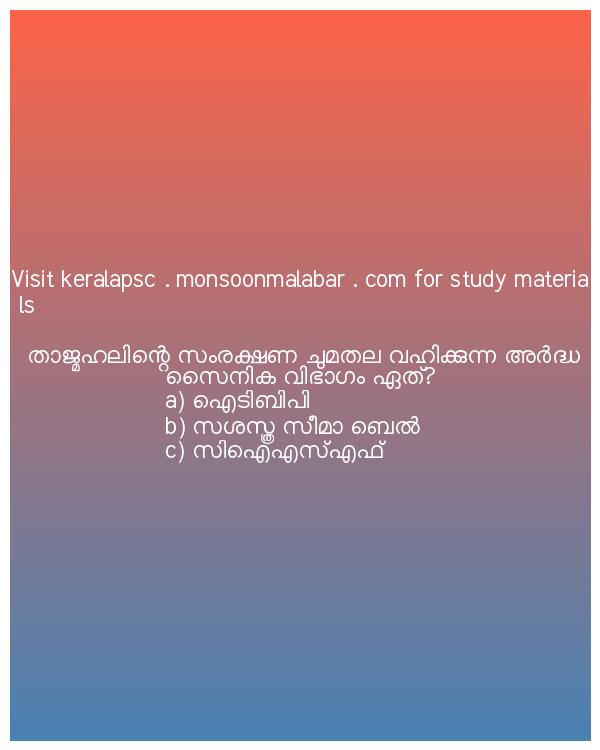 Visit keralapsc . monsoonmalabar . com for study materia
ls
താജ്മഹലിന്റെ സംരക്ഷണ ചുമതല വഹിക്കുന്ന അർദ്ധ
സൈനിക വിഭാഗം ഏത്?
a) ഐടിബിപി
b) സശസ്ത്ര സീമാ ബെൽ
c) സിഐഎസ്എഫ്